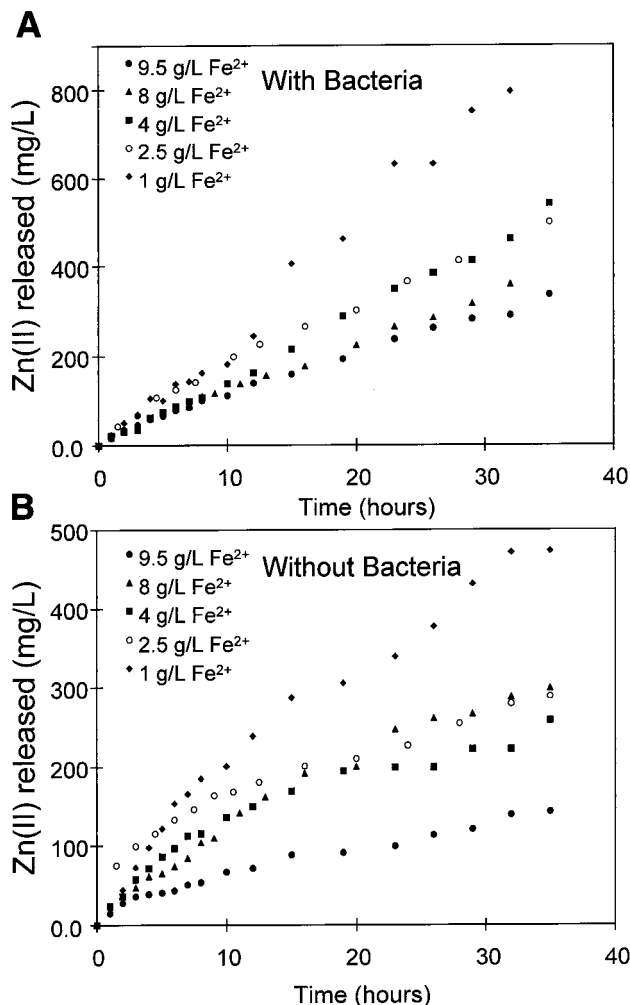 A
Zn(II) released (mg/L)
800
600
400
200
0.0
9.5 g/L Fe²⁺
8 g/L Fe²⁺
4 g/L Fe²⁺
2.5 g/L Fe²⁺
1 g/L Fe²⁺
With Bacteria
0 10 20 30 40
Time (hours)
B
Zn(II) released (mg/L)
500
400
300
200
100
0.0
9.5 g/L Fe²⁺
8 g/L Fe²⁺
4 g/L Fe²⁺
2.5 g/L Fe²⁺
1 g/L Fe²⁺
Without Bacteria
0 10 20 30 40
Time (hours)